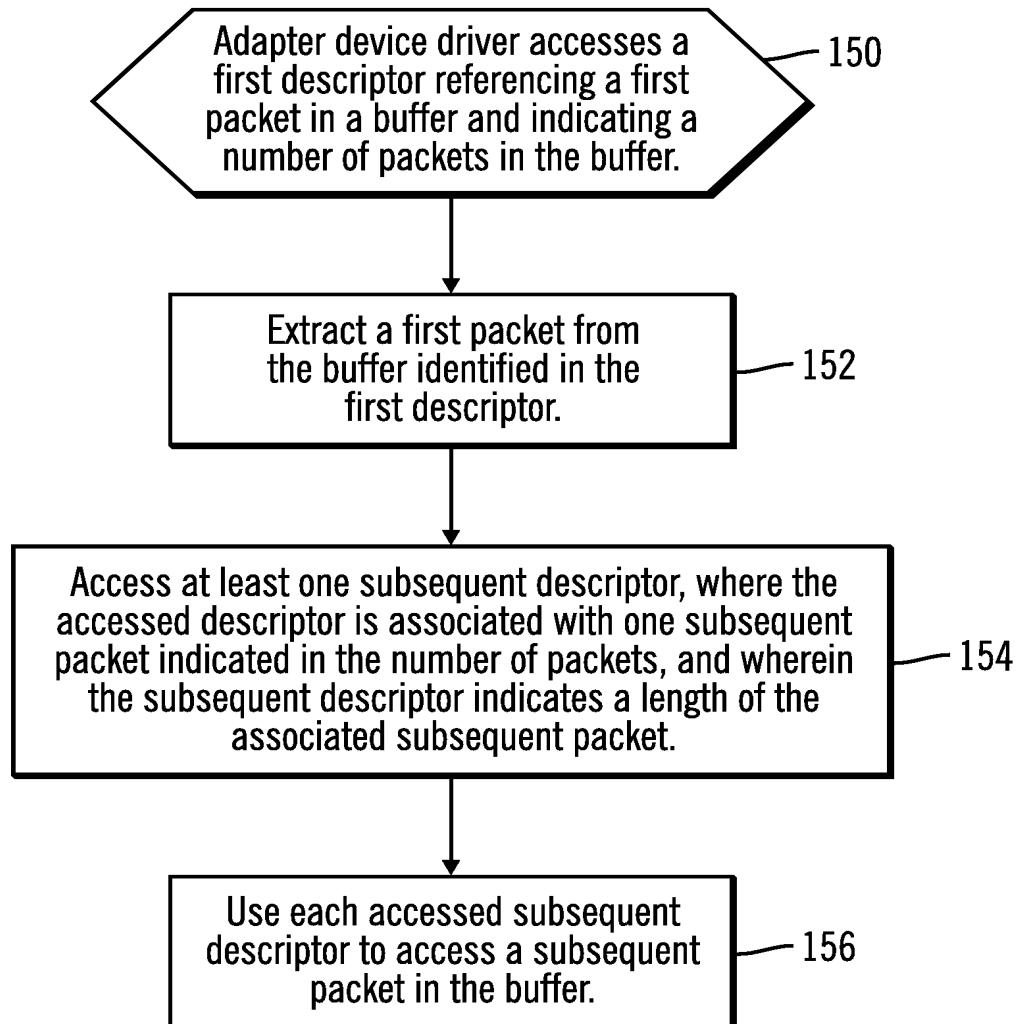 Adapter device driver accesses a
first descriptor referencing a first
packet in a buffer and indicating a
number of packets in the buffer.
150
Extract a first packet from
the buffer identified in the
first descriptor.
152
Access at least one subsequent descriptor, where the
accessed descriptor is associated with one subsequent
packet indicated in the number of packets, and wherein
the subsequent descriptor indicates a length of the
associated subsequent packet.
154
Use each accessed subsequent
descriptor to access a subsequent
packet in the buffer.
156